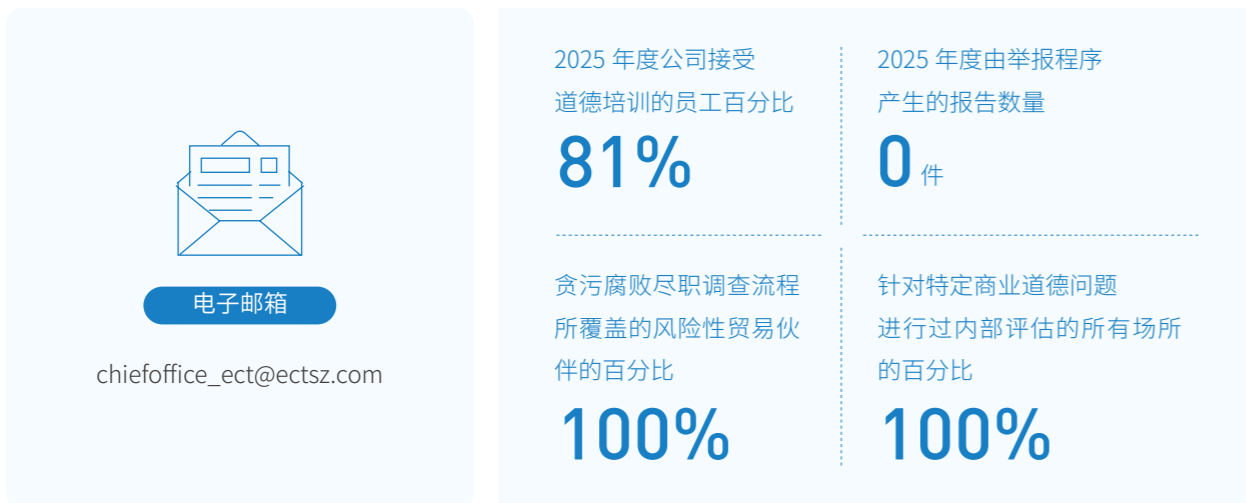 电子邮箱
chiefoffice_ect@ectsz.com
2025 年度公司接受
道德培训的员工百分比
81%
2025 年度由举报程序
产生的报告数量
0 件
贪污腐败尽职调查流程
所覆盖的风险性贸易伙
伴的百分比
100%
针对特定商业道德问题
进行过内部评估的所有场所
的百分比
100%